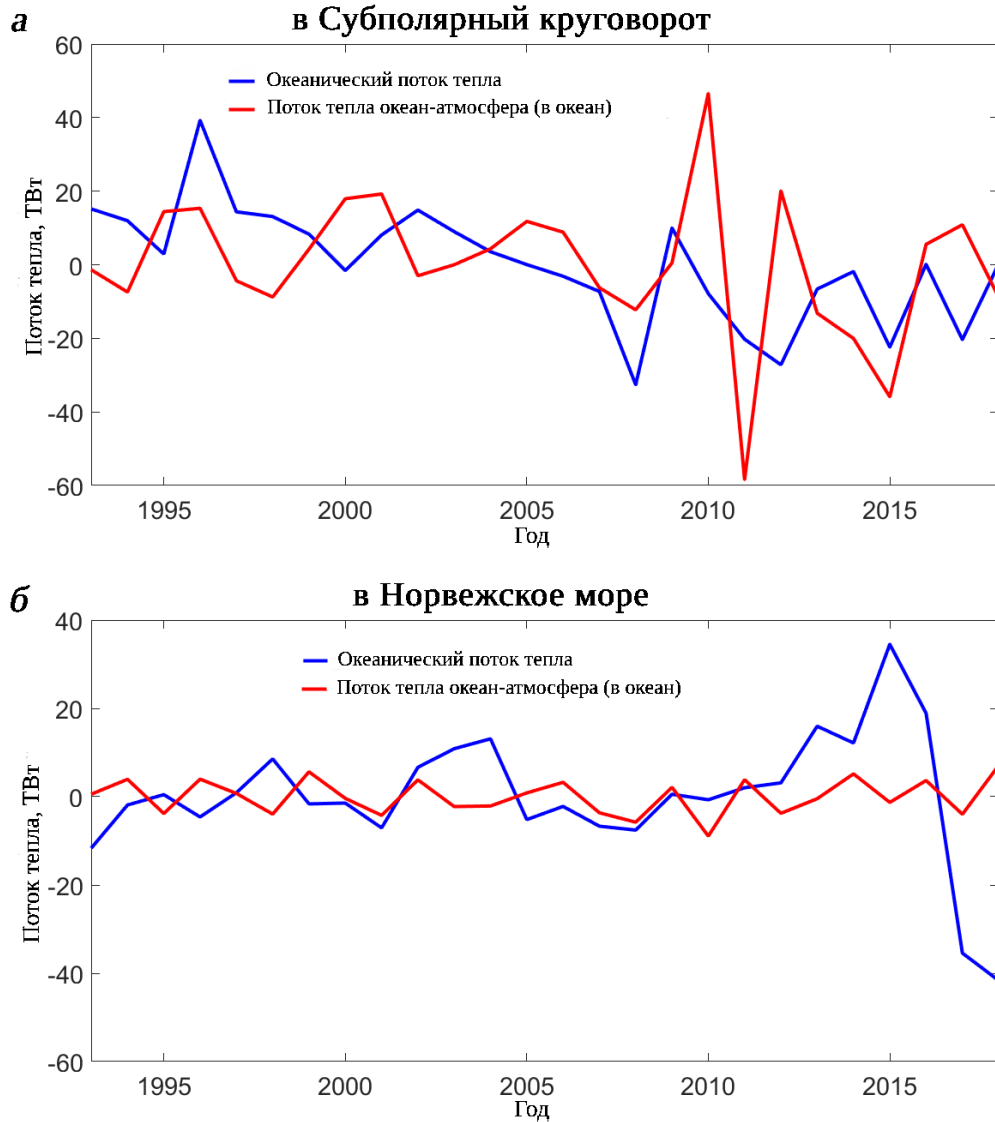 а
в Субполярный круговорот
Океанический поток тепла
Поток тепла океан-атмосфера (в океан)
Поток тепла, ТВт
60
40
20
0
-20
-40
-60
1995 2000 2005 2010 2015
Год
б
в Норвежское море
Океанический поток тепла
Поток тепла океан-атмосфера (в океан)
Поток тепла, ТВт
40
20
0
-20
-40
-60
1995 2000 2005 2010 2015
Год